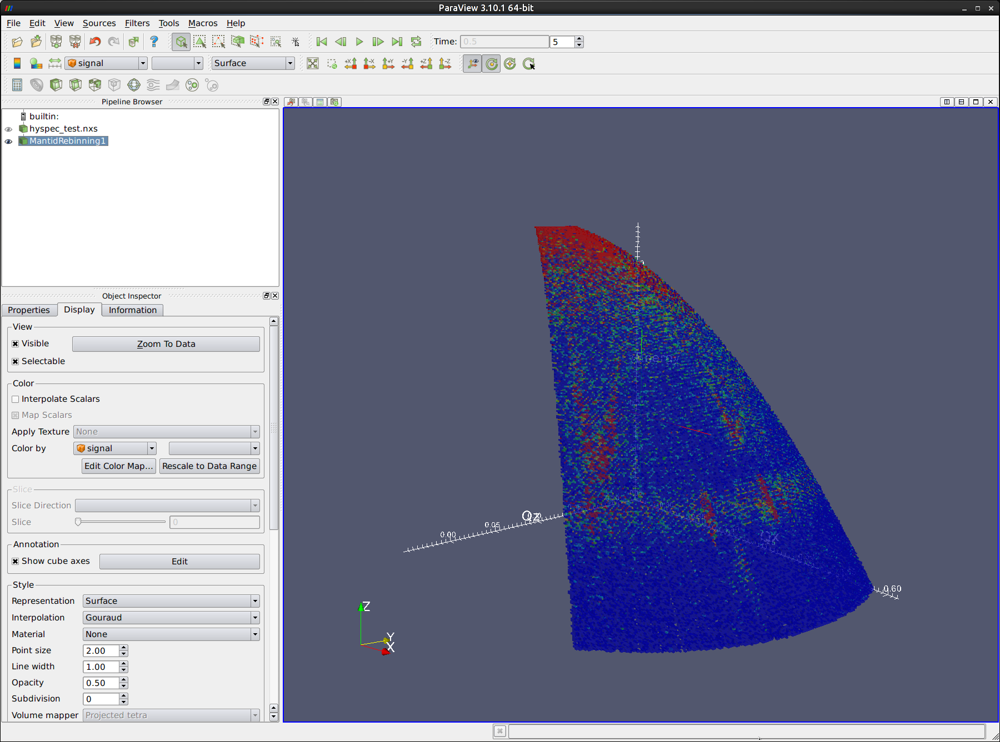 ParaView 3.10.1 64-bit
File Edit View Sources Filters Tools Macros Help
Time: 0.5 5
signal Surface
Pipeline Browser
builtin:
hyspec_test.nxs
MantidRebinning1
Object Inspector
Properties Display Information
View
Visible Zoom To Data
Selectable
Color
Interpolate Scalars
Map Scalars
Apply Texture None
Color by signal
Edit Color Map... Rescale to Data Range
Slice
Slice Direction
Slice 0
Annotation
Show cube axes Edit
Style
Representation Surface
Interpolation Gouraud
Material None
Point size 2.00
Line width 1.00
Opacity 0.50
Subdivision 0
Volume mapper Projected tetra
0.05
0.00
0.60
Z
Y
X